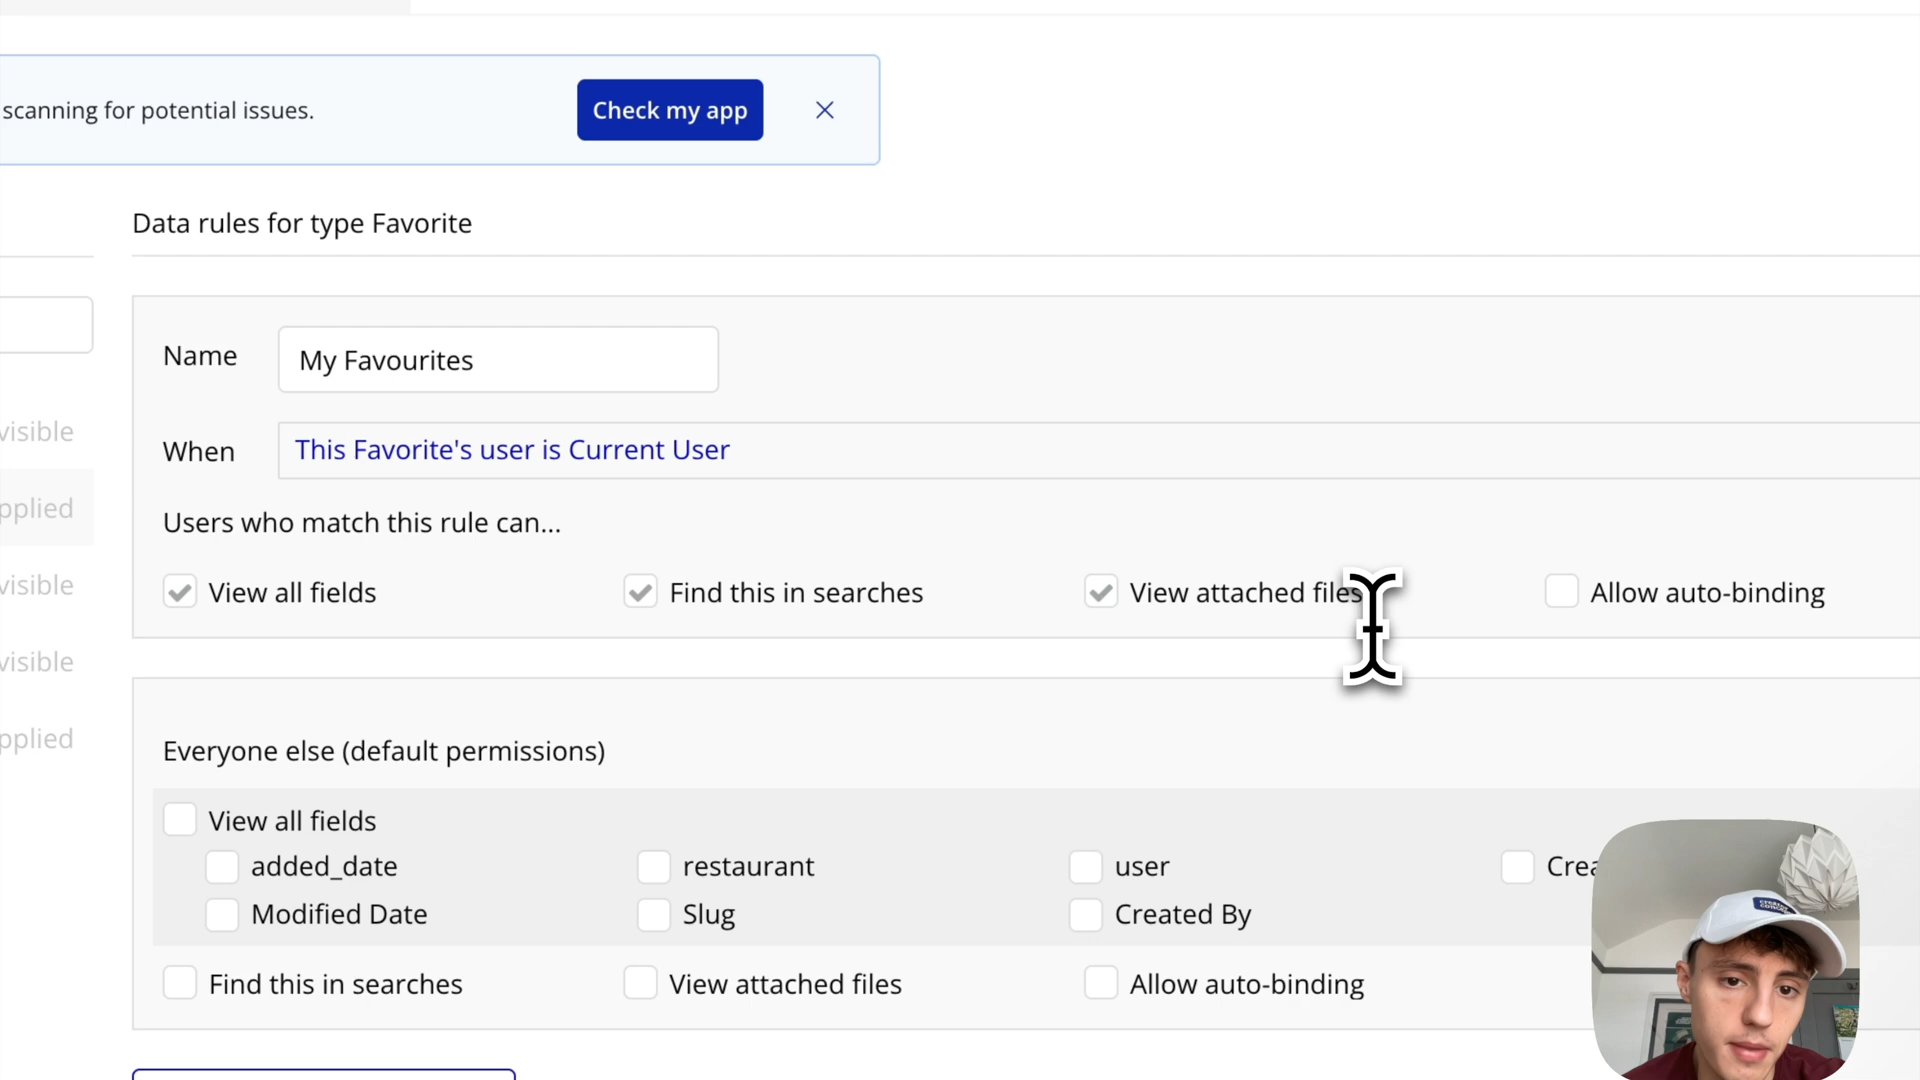 scanning for potential issues.
Check my app
Data rules for type Favorite
Name
My Favourites
visible
When
This Favorite's user is Current User
pplied
Users who match this rule can...
visible
View all fields
Find this in searches
View attached files
Allow auto-binding
visible
pplied
Everyone else (default permissions)
View all fields
added_date
restaurant
user
Crea
Modified Date
Slug
Created By
Find this in searches
View attached files
Allow auto-binding